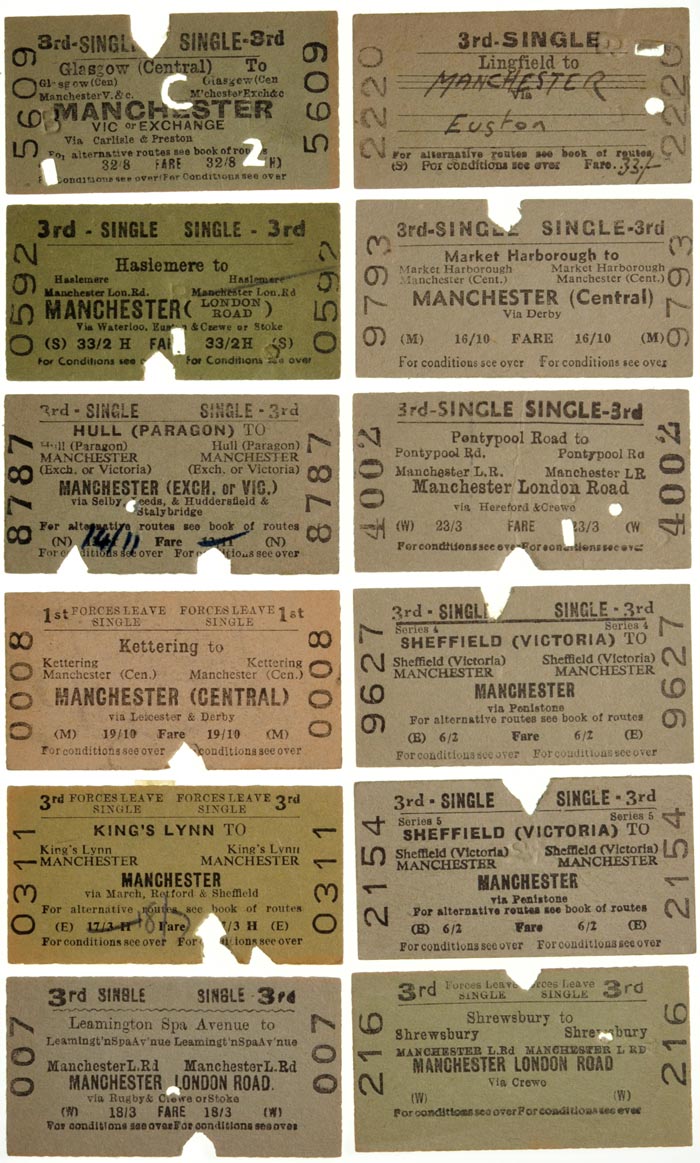 3rd-SINGLE SINGLE-3rd
Glasgow (Central) To
Glasgow (Cen) Glasgow (Cen
Manchester V.&c. M'chester Exch&c
MANCHESTER
VIC or EXCHANGE
Via Carlisle & Preston
For alternative routes see book of routes
32/8 FARE 32/8 H)
Conditions see over For Conditions see over
5609 5609
3rd - SINGLE SINGLE - 3rd
Haslemere to
Haslemere Haslemere
Manchester Lon.Rd. Manchester Lon.Rd
MANCHESTER (LONDON ROAD)
Via Waterloo, Euston & Crewe or Stoke
(S) 33/2 H FARE 33/2H (S)
For Conditions see over For Conditions see over
0592 0592
3rd - SINGLE SINGLE - 3rd
HULL (PARAGON) TO
Hull (Paragon) Hull (Paragon)
MANCHESTER MANCHESTER
(Exch. or Victoria) (Exch. or Victoria)
MANCHESTER (EXCH. or VIC.)
via Selby, Leeds, & Huddersfield &
Stalybridge
For alternative routes see book of routes
(N) 14/11 Fare (N)
For conditions see over For conditions see over
8787 8787
1st FORCES LEAVE FORCES LEAVE 1st
SINGLE SINGLE
Kettering to
Kettering Kettering
Manchester (Cen.) Manchester (Cen.)
MANCHESTER (CENTRAL)
via Leicester & Derby
(M) 19/10 Fare 19/10 (M)
For conditions see over conditions see over
0008 0008
3rd FORCES LEAVE FORCES LEAVE 3rd
SINGLE SINGLE
KING'S LYNN TO
King's Lynn King's Lynn
MANCHESTER MANCHESTER
MANCHESTER
via March, Retford & Sheffield
For alternative routes see book of routes
(E) 17/3 H 18/3 Fare 7/3 H (E)
For conditions see over For conditions see over
0311 0311
3rd SINGLE SINGLE 3rd
Leamington Spa Avenue to
Leamingt'nSpaAv'nue Leamingt'nSpaAv'nue
Manchester L.Rd Manchester L.Rd
MANCHESTER LONDON ROAD.
via Rugby & Crewe or Stoke
(W) 18/3 FARE 18/3 (W)
For conditions see over For conditions see over
007 007
3rd-SINGLE
Lingfield to
MANCHESTER
Via
Euston
For alternative routes see book of routes
(S) For conditions see over Fare 33/-
2220 2220
3rd-SINGLE SINGLE-3rd
Market Harborough to
Market Harborough Market Harborough
Manchester (Cent.) Manchester (Cent.)
MANCHESTER (Central)
Via Derby
(M) 16/10 FARE 16/10 (M)
For conditions see over For conditions see over
9793 9793
3rd-SINGLE SINGLE-3rd
Pontypool Road to
Pontypool Rd. Pontypool Rd
Manchester L.R. Manchester LR
Manchester London Road
via Hereford & Crewe
(W) 23/3 FARE 23/3 (W
For conditions see over For conditions see over
4002 4002
3rd - SINGLE SINGLE - 3rd
Series 4 Series 4
SHEFFIELD (VICTORIA) TO
Sheffield (Victoria) Sheffield (Victoria)
MANCHESTER MANCHESTER
MANCHESTER
via Penistone
For alternative routes see book of routes
(E) 6/2 Fare 6/2 (E)
For conditions see over For conditions see over
9627 9627
3rd - SINGLE SINGLE - 3rd
Series 5 Series 5
SHEFFIELD (VICTORIA) TO
Sheffield (Victoria) Sheffield (Victoria)
MANCHESTER MANCHESTER
MANCHESTER
via Penistone
For alternative routes see book of routes
(E) 6/2 Fare 6/2 (E)
For conditions see over For conditions see over
2154 2154
3rd Forces Leave Forces Leave 3rd
SINGLE SINGLE
Shrewsbury to
Shrewsbury Shrewsbury
MANCHESTER L.Rd MANCHESTER L RD
MANCHESTER LONDON ROAD
Via Crewe
(W) (W)
For conditions see over For conditions see over
216 216